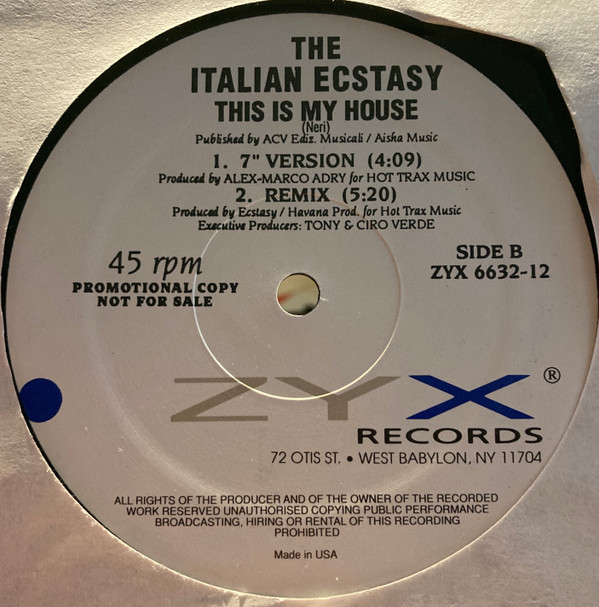 THE
ITALIAN ECSTASY
THIS IS MY HOUSE
(Neri)
Published by ACV Ediz. Musicali / Aisha Music
1. 7" VERSION (4:09)
Produced by ALEX-MARCO ADRY for HOT TRAX MUSIC
2. REMIX (5:20)
Produced by Ecstasy / Havana Prod. for Hot Trax Music
Executive Producers: TONY & CIRO VERDE
45 rpm
PROMOTIONAL COPY
NOT FOR SALE
SIDE B
ZYX 6632-12
ZYX ®
RECORDS
72 OTIS ST. • WEST BABYLON, NY 11704
ALL RIGHTS OF THE PRODUCER AND OF THE OWNER OF THE RECORDED
WORK RESERVED UNAUTHORISED COPYING PUBLIC PERFORMANCE
BROADCASTING, HIRING OR RENTAL OF THIS RECORDING
PROHIBITED
Made in USA